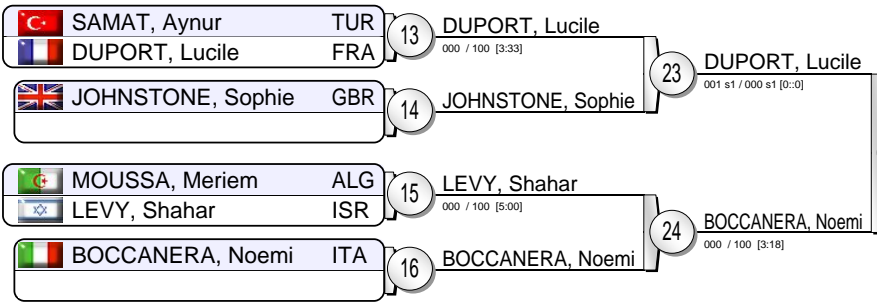 SAMAT, Aynur TUR
DUPORT, Lucile FRA
13
DUPORT, Lucile
000 / 100 [3:33]
JOHNSTONE, Sophie GBR
14
JOHNSTONE, Sophie
23
DUPORT, Lucile
001 s1 / 000 s1 [0::0]
MOUSSA, Meriem ALG
LEVY, Shahar ISR
15
LEVY, Shahar
000 / 100 [5:00]
BOCCANERA, Noemi ITA
16
BOCCANERA, Noemi
24
BOCCANERA, Noemi
000 / 100 [3:18]